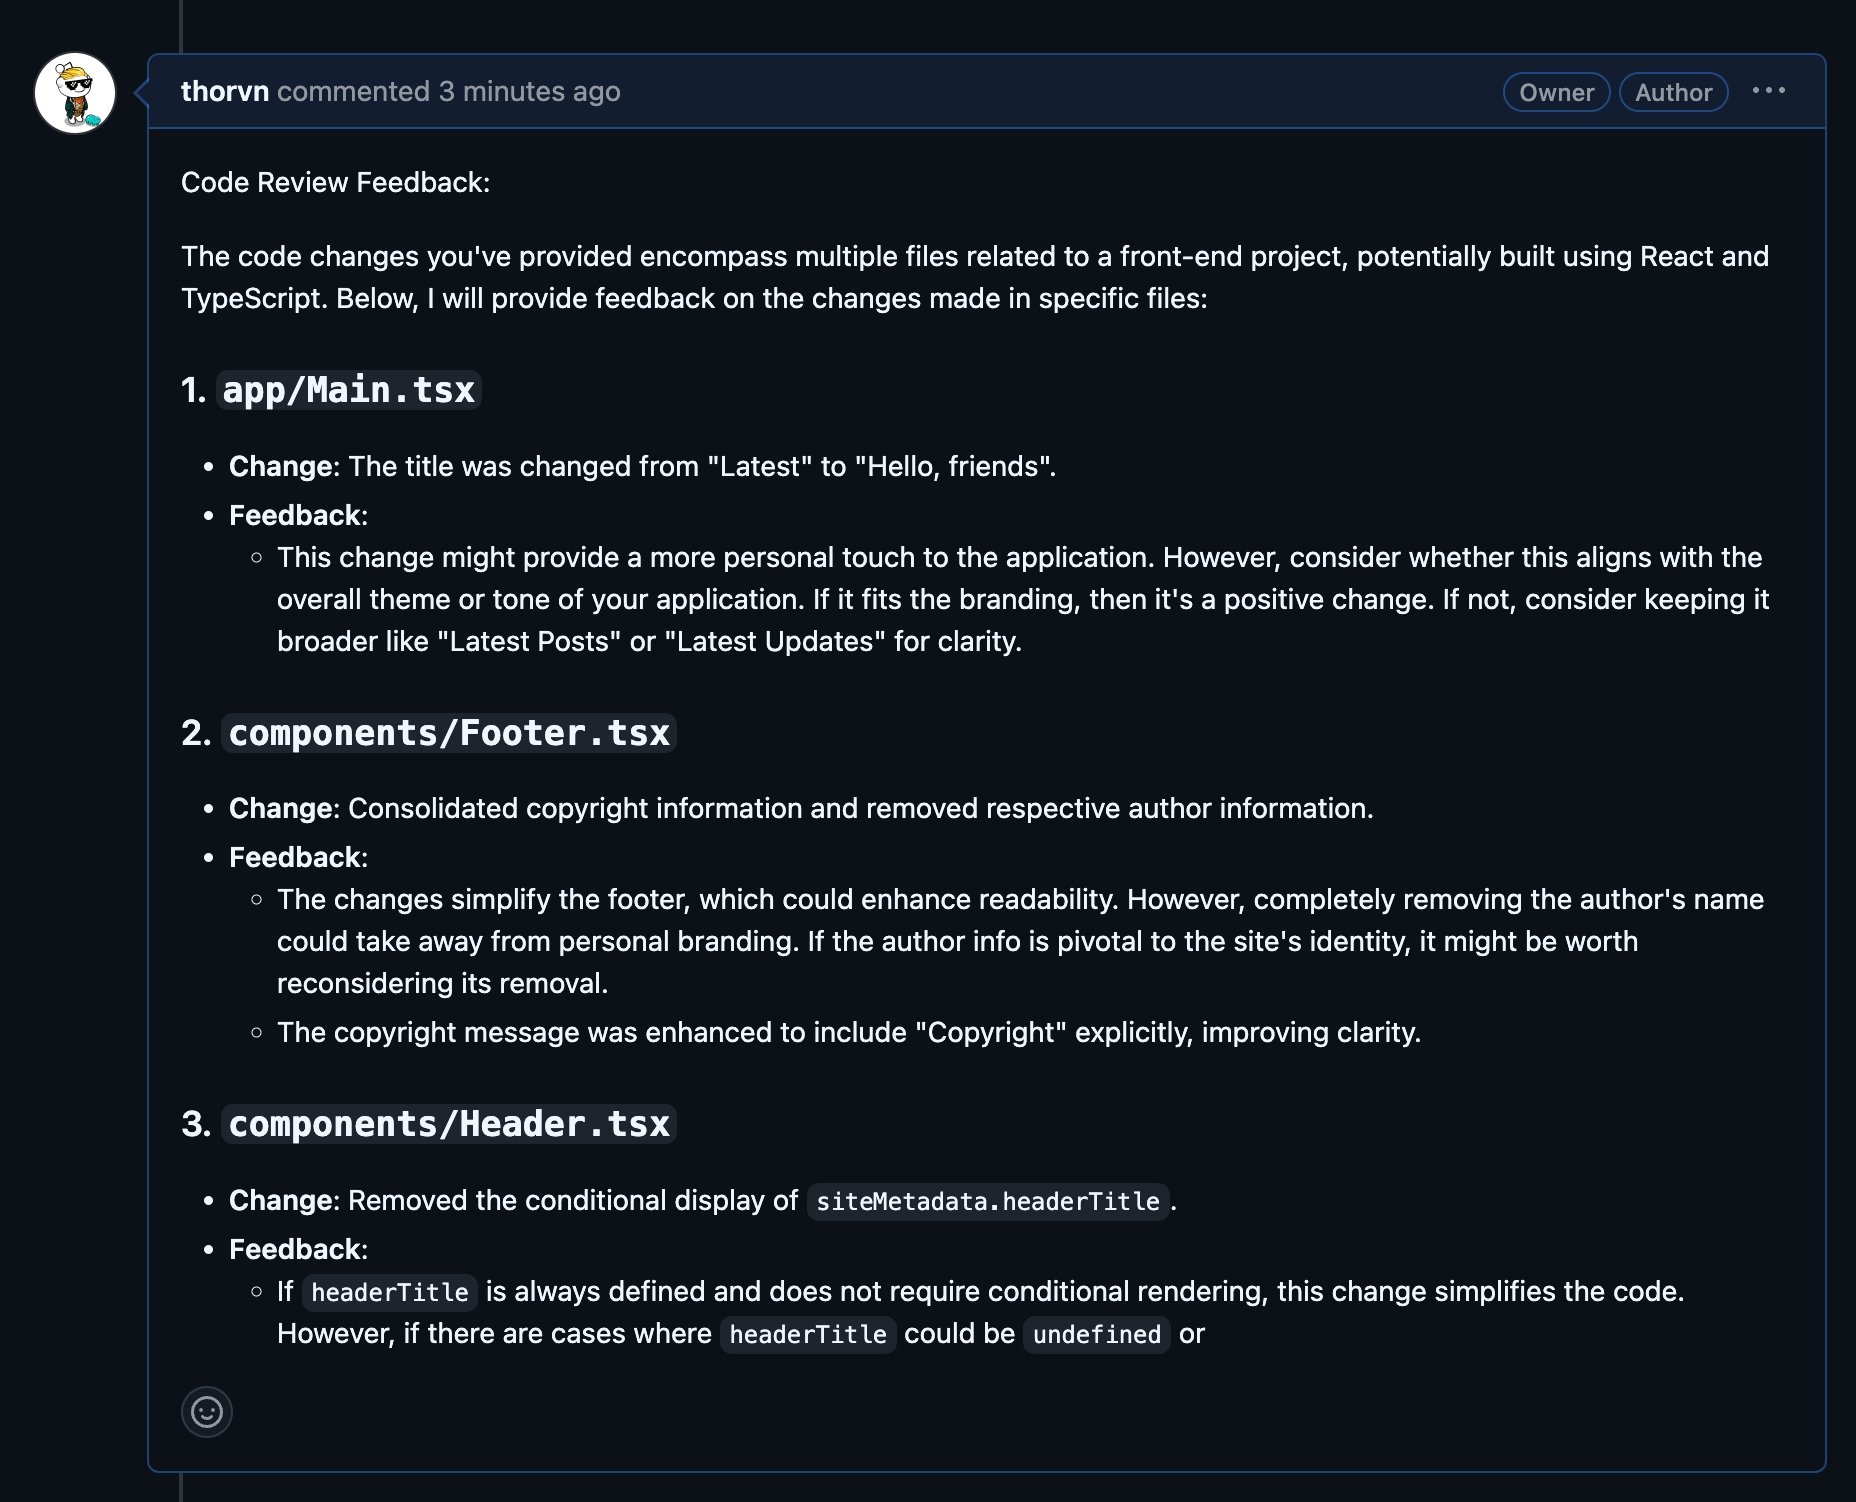 thorvn commented 3 minutes ago
Owner
Author
Code Review Feedback:
The code changes you've provided encompass multiple files related to a front-end project, potentially built using React and
TypeScript. Below, I will provide feedback on the changes made in specific files:
1. app/Main.tsx
• Change: The title was changed from "Latest" to "Hello, friends".
• Feedback:
◦ This change might provide a more personal touch to the application. However, consider whether this aligns with the
overall theme or tone of your application. If it fits the branding, then it's a positive change. If not, consider keeping it
broader like "Latest Posts" or "Latest Updates" for clarity.
2. components/Footer.tsx
• Change: Consolidated copyright information and removed respective author information.
• Feedback:
◦ The changes simplify the footer, which could enhance readability. However, completely removing the author's name
could take away from personal branding. If the author info is pivotal to the site's identity, it might be worth
reconsidering its removal.
◦ The copyright message was enhanced to include "Copyright" explicitly, improving clarity.
3. components/Header.tsx
• Change: Removed the conditional display of siteMetadata.headerTitle.
• Feedback:
◦ If headerTitle is always defined and does not require conditional rendering, this change simplifies the code.
However, if there are cases where headerTitle could be undefined or